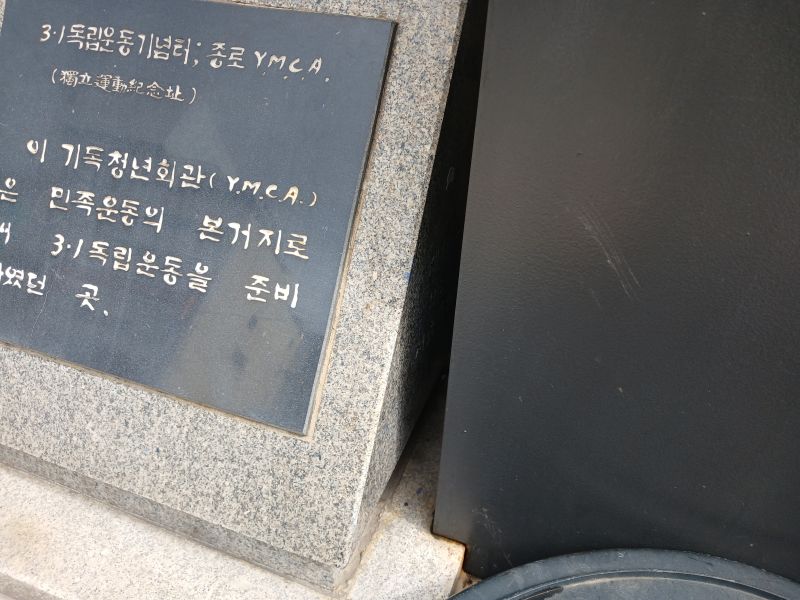 3·1독립운동기념터; 종로 Y.M.C.A.
(獨立運動紀念址)
이 기독청년회관(Y.M.C.A.)
은 민족운동의 본거지로
3·1독립운동을 준비
였던 곳.